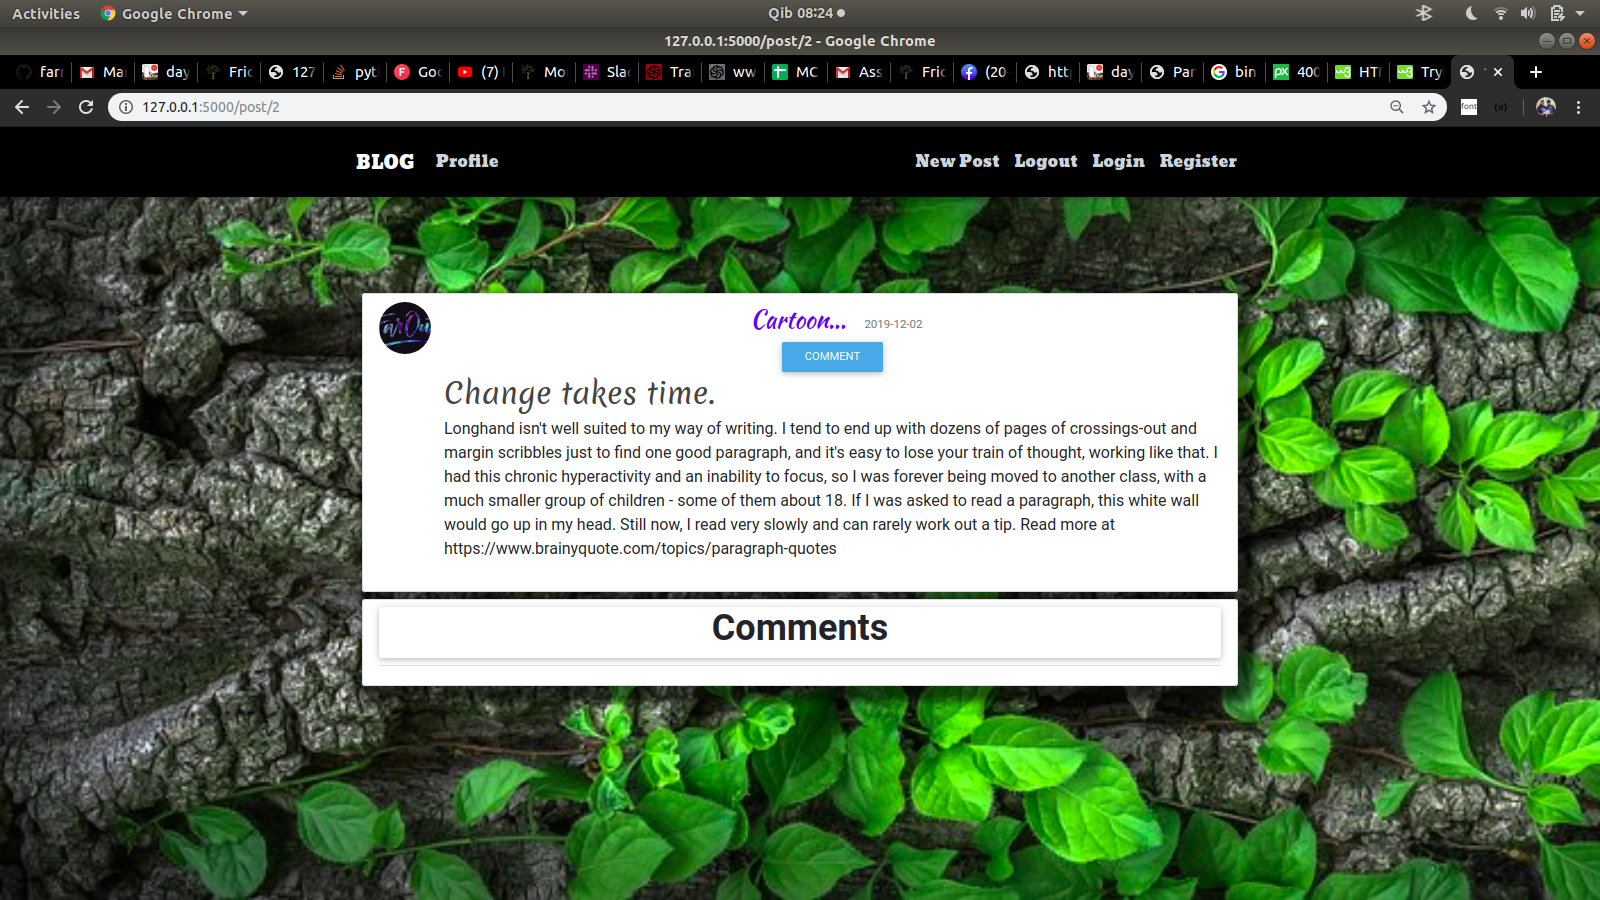 Activities Google Chrome Qib 08:24
127.0.0.1:5000/post/2 - Google Chrome
farr Ma day Fric 127 pyt Goo (7) Mo Slac Tra ww MC Ass Fric (20 htt day Par bin 400 HTM Try
127.0.0.1:5000/post/2 font
BLOG Profile New Post Logout Login Register
Cartoon... 2019-12-02
COMMENT
Change takes time.
Longhand isn't well suited to my way of writing. I tend to end up with dozens of pages of crossings-out and
margin scribbles just to find one good paragraph, and it's easy to lose your train of thought, working like that. I
had this chronic hyperactivity and an inability to focus, so I was forever being moved to another class, with a
much smaller group of children - some of them about 18. If I was asked to read a paragraph, this white wall
would go up in my head. Still now, I read very slowly and can rarely work out a tip. Read more at
https://www.brainyquote.com/topics/paragraph-quotes
Comments